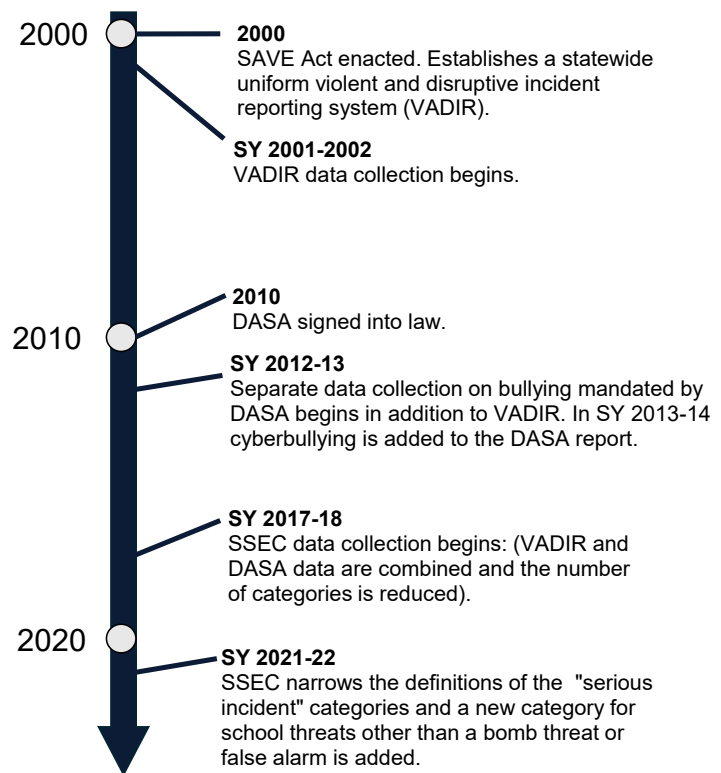 2000
2000
SAVE Act enacted. Establishes a statewide
uniform violent and disruptive incident
reporting system (VADIR).
SY 2001-2002
VADIR data collection begins.
2010
2010
DASA signed into law.
SY 2012-13
Separate data collection on bullying mandated by
DASA begins in addition to VADIR. In SY 2013-14
cyberbullying is added to the DASA report.
SY 2017-18
SSEC data collection begins: (VADIR and
DASA data are combined and the number
of categories is reduced).
2020
SY 2021-22
SSEC narrows the definitions of the "serious
incident" categories and a new category for
school threats other than a bomb threat or
false alarm is added.